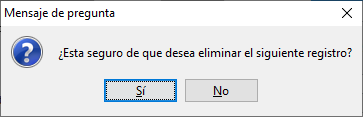 Mensaje de pregunta
¿Esta seguro de que desea eliminar el siguiente registro?
Sí
No